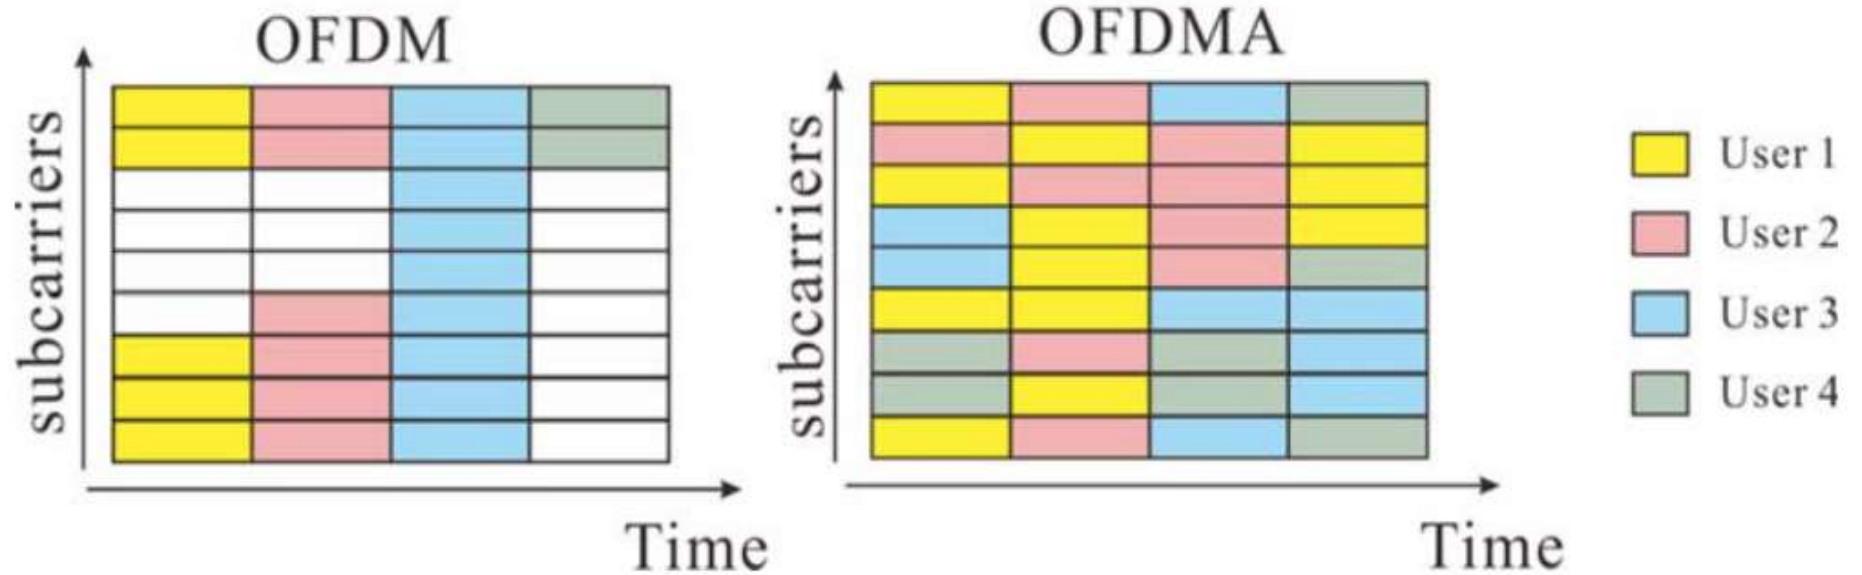 OFDM
subcarriers
Time
OFDMA
subcarriers
Time
User 1
User 2
User 3
User 4